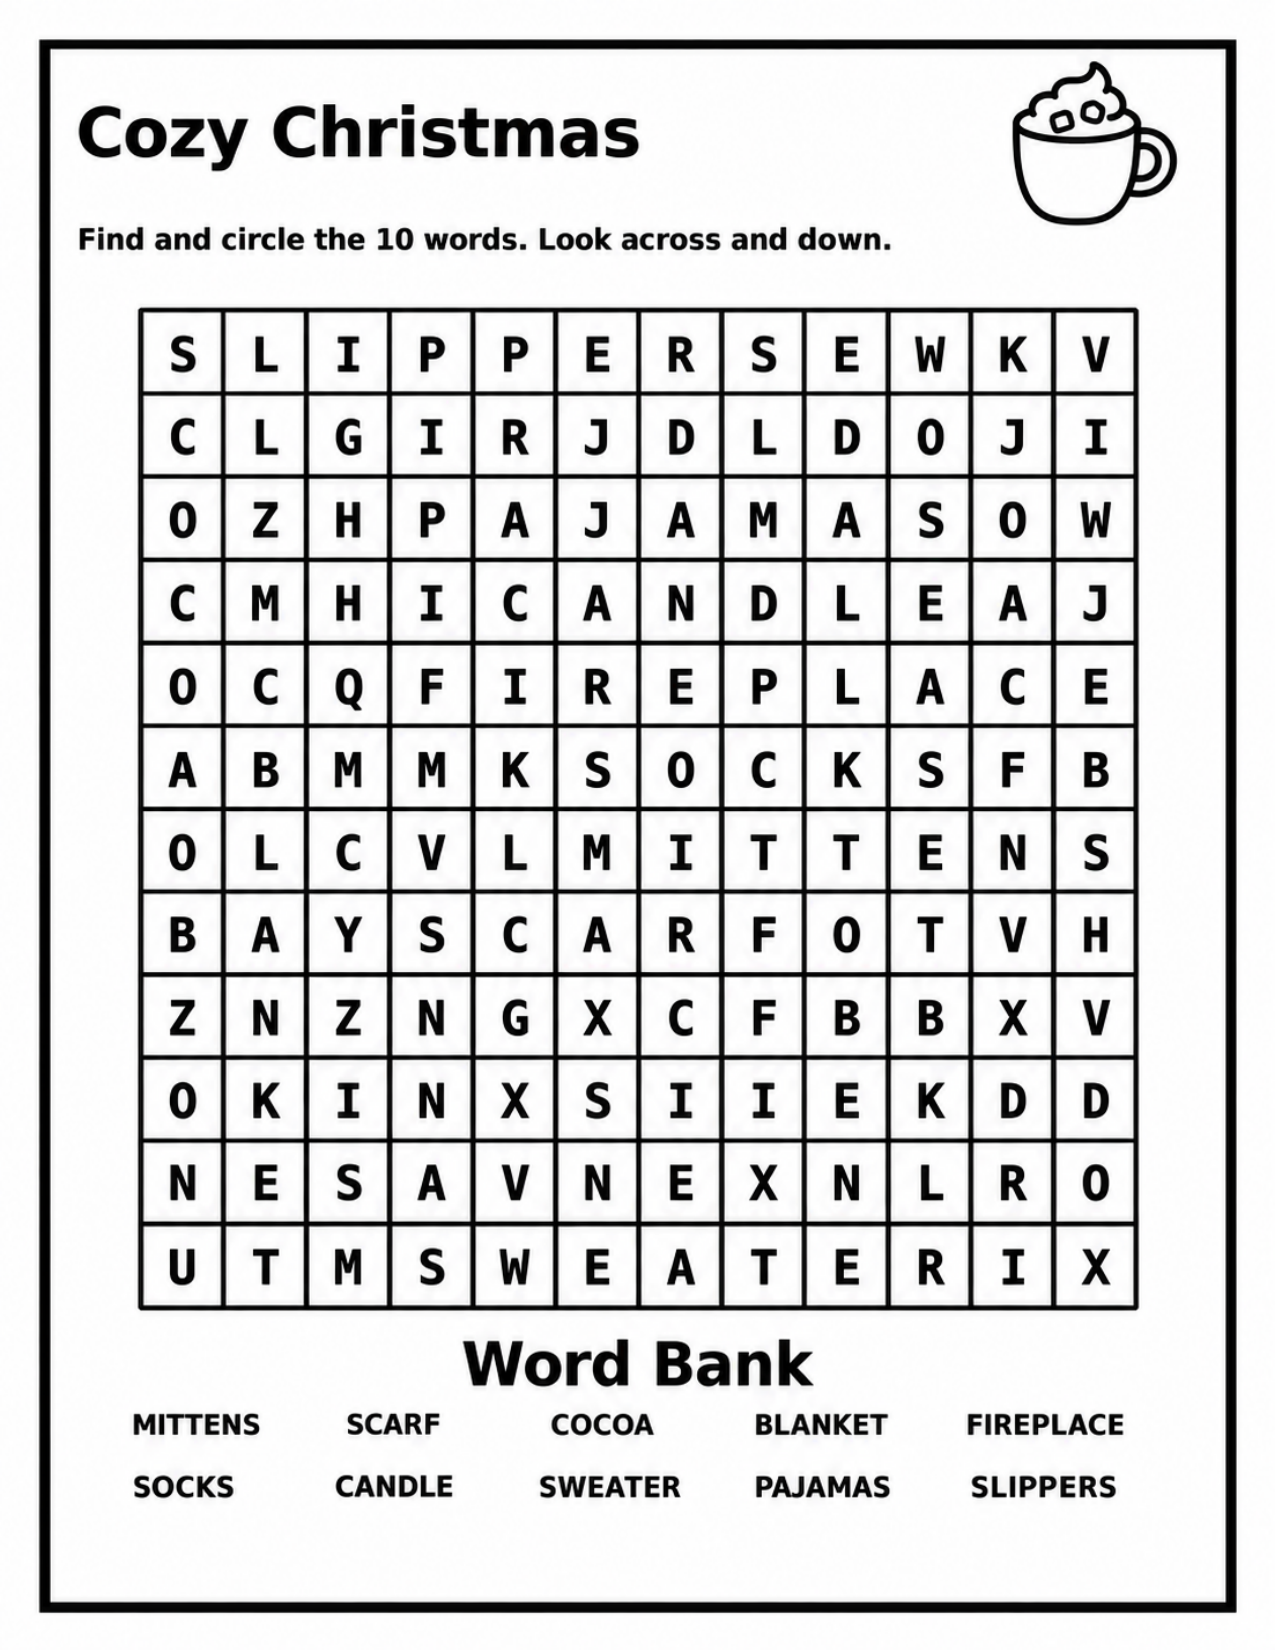 Cozy Christmas
Find and circle the 10 words. Look across and down.
S L I P P E R S E W K V
C L G I R J D L D O J I
O Z H P A J A M A S O W
C M H I C A N D L E A J
O C Q F I R E P L A C E
A B M M K S O C K S F B
O L C V L M I T T E N S
B A Y S C A R F O T V H
Z N Z N G X C F B B X V
O K I N X S I I E K D D
N E S A V N E X N L R O
U T M S W E A T E R I X
Word Bank
MITTENS SCARF COCOA BLANKET FIREPLACE
SOCKS CANDLE SWEATER PAJAMAS SLIPPERS